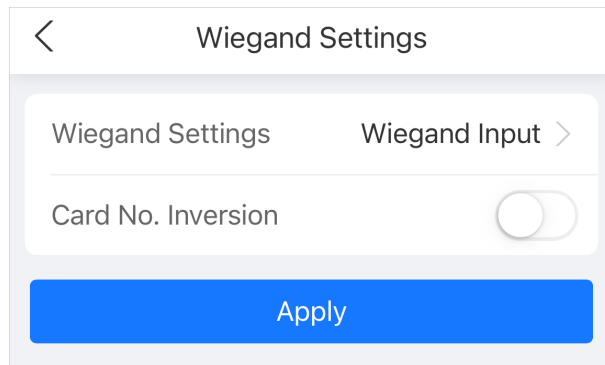 Wiegand Settings
Wiegand Settings Wiegand Input
Card No. Inversion
Apply